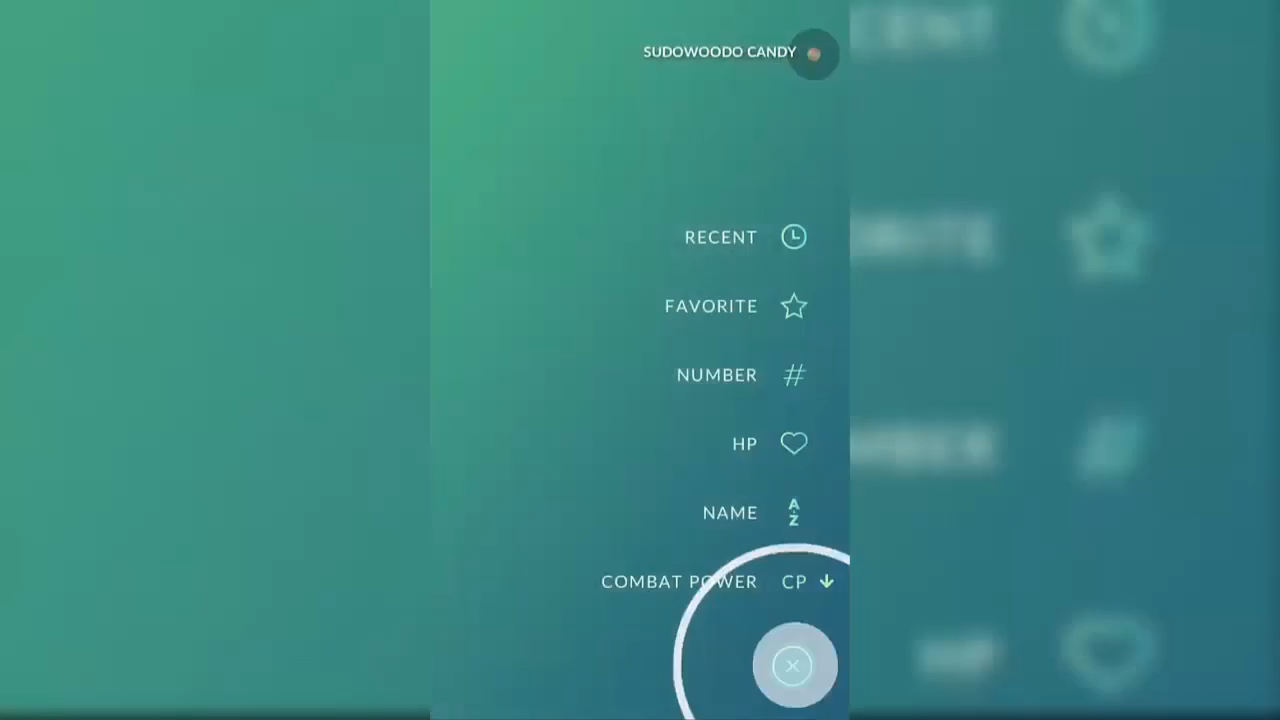 SUDOWOODO CANDY
RECENT
FAVORITE
NUMBER #
HP
NAME A-Z
COMBAT POWER CP